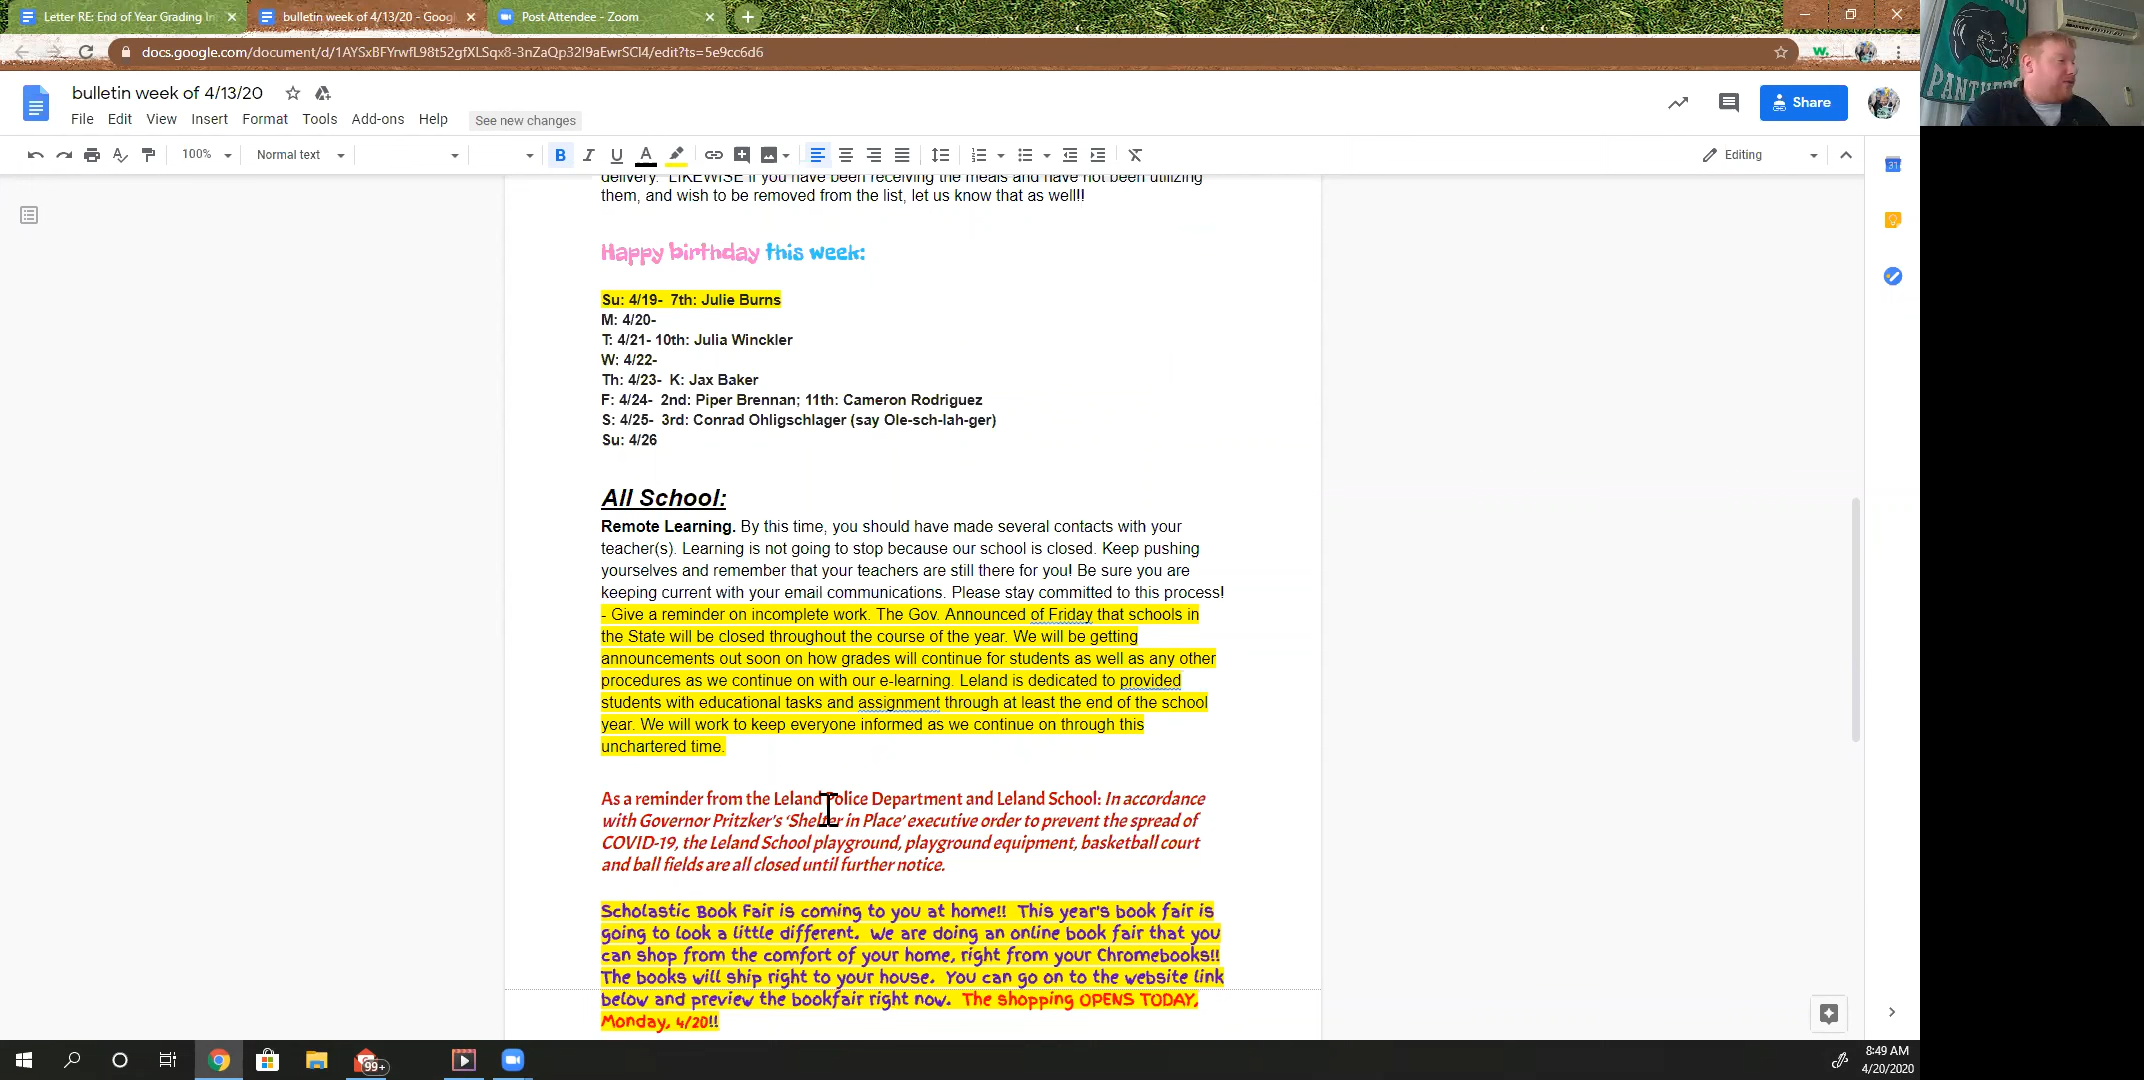 Letter RE: End of Year Grading In
bulletin week of 4/13/20 - Goog
Post Attendee - Zoom
docs.google.com/document/d/1AYSxBFYrwfL98t52gfXLSqx8-3nZaQp32I9aEwrSCI4/edit?ts=5e9cc6d6
bulletin week of 4/13/20
File Edit View Insert Format Tools Add-ons Help See new changes
Share
100% Normal text
Editing
delivery. LIKEWISE if you have been receiving the meals and have not been utilizing
them, and wish to be removed from the list, let us know that as well!!
Happy birthday this week:
Su: 4/19- 7th: Julie Burns
M: 4/20-
T: 4/21- 10th: Julia Winckler
W: 4/22-
Th: 4/23- K: Jax Baker
F: 4/24- 2nd: Piper Brennan; 11th: Cameron Rodriguez
S: 4/25- 3rd: Conrad Ohligschlager (say Ole-sch-lah-ger)
Su: 4/26
All School:
Remote Learning. By this time, you should have made several contacts with your
teacher(s). Learning is not going to stop because our school is closed. Keep pushing
yourselves and remember that your teachers are still there for you! Be sure you are
keeping current with your email communications. Please stay committed to this process!
- Give a reminder on incomplete work. The Gov. Announced of Friday that schools in
the State will be closed throughout the course of the year. We will be getting
announcements out soon on how grades will continue for students as well as any other
procedures as we continue on with our e-learning. Leland is dedicated to provided
students with educational tasks and assignment through at least the end of the school
year. We will work to keep everyone informed as we continue on through this
unchartered time.
As a reminder from the Leland Police Department and Leland School: In accordance
with Governor Pritzker's 'Shelter in Place' executive order to prevent the spread of
COVID-19, the Leland School playground, playground equipment, basketball court
and ball fields are all closed until further notice.
Scholastic Book Fair is coming to you at home!! This year's book fair is
going to look a little different. We are doing an online book fair that you
can shop from the comfort of your home, right from your Chromebooks!!
The books will ship right to your house. You can go on to the website link
below and preview the bookfair right now. The shopping OPENS TODAY,
Monday, 4/20!!
99+
8:49 AM
4/20/2020